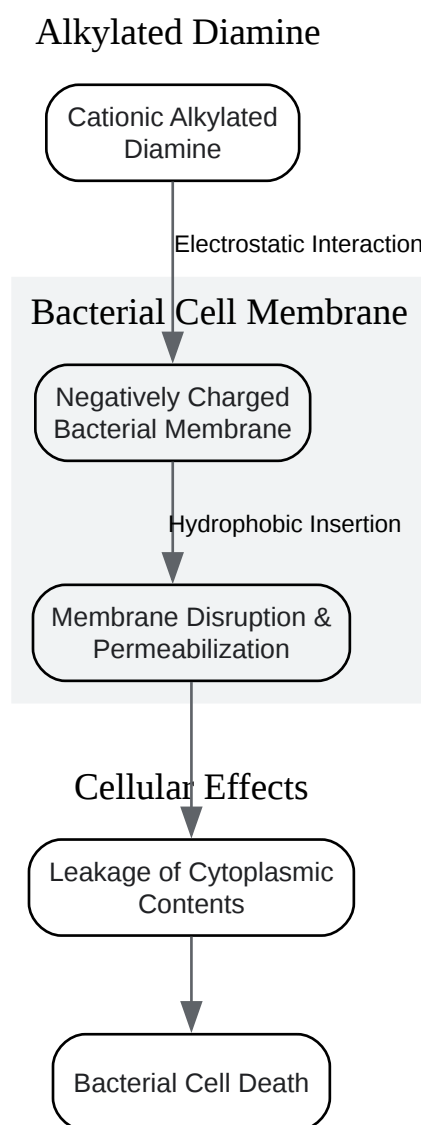 Alkylated Diamine
Cationic Alkylated
Diamine
Electrostatic Interaction
Bacterial Cell Membrane
Negatively Charged
Bacterial Membrane
Hydrophobic Insertion
Membrane Disruption &
Permeabilization
Cellular Effects
Leakage of Cytoplasmic
Contents
Bacterial Cell Death